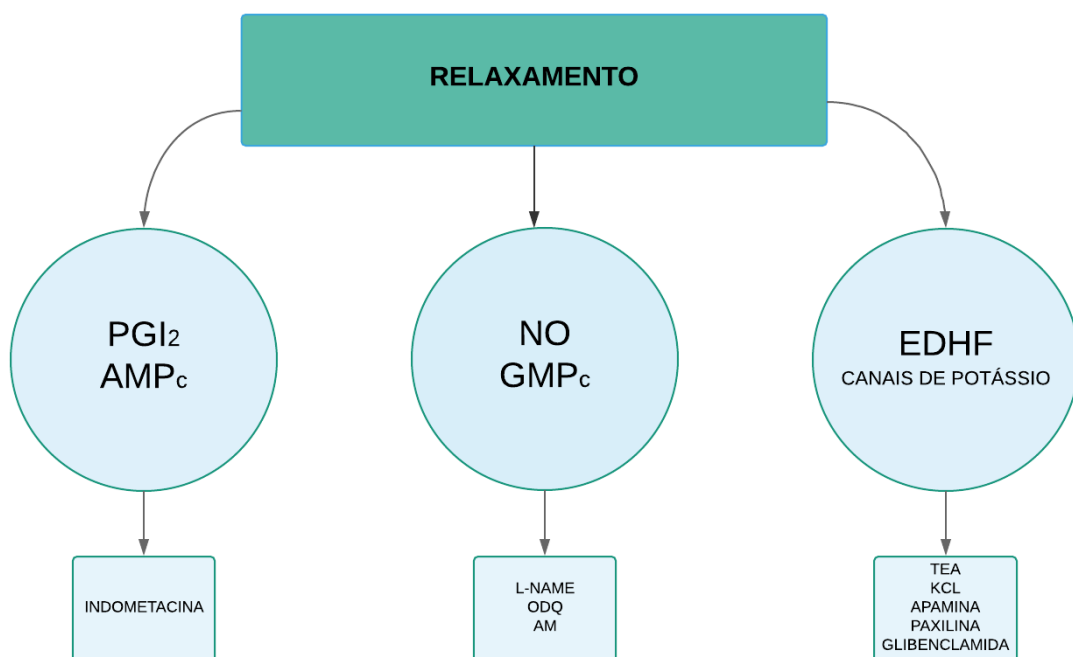 RELAXAMENTO
PGI2
AMPc
NO
GMPc
EDHF
CANAIS DE POTÁSSIO
INDOMETACINA
L-NAME
ODQ
AM
TEA
KCL
APAMINA
PAXILINA
GLIBENCLAMIDA